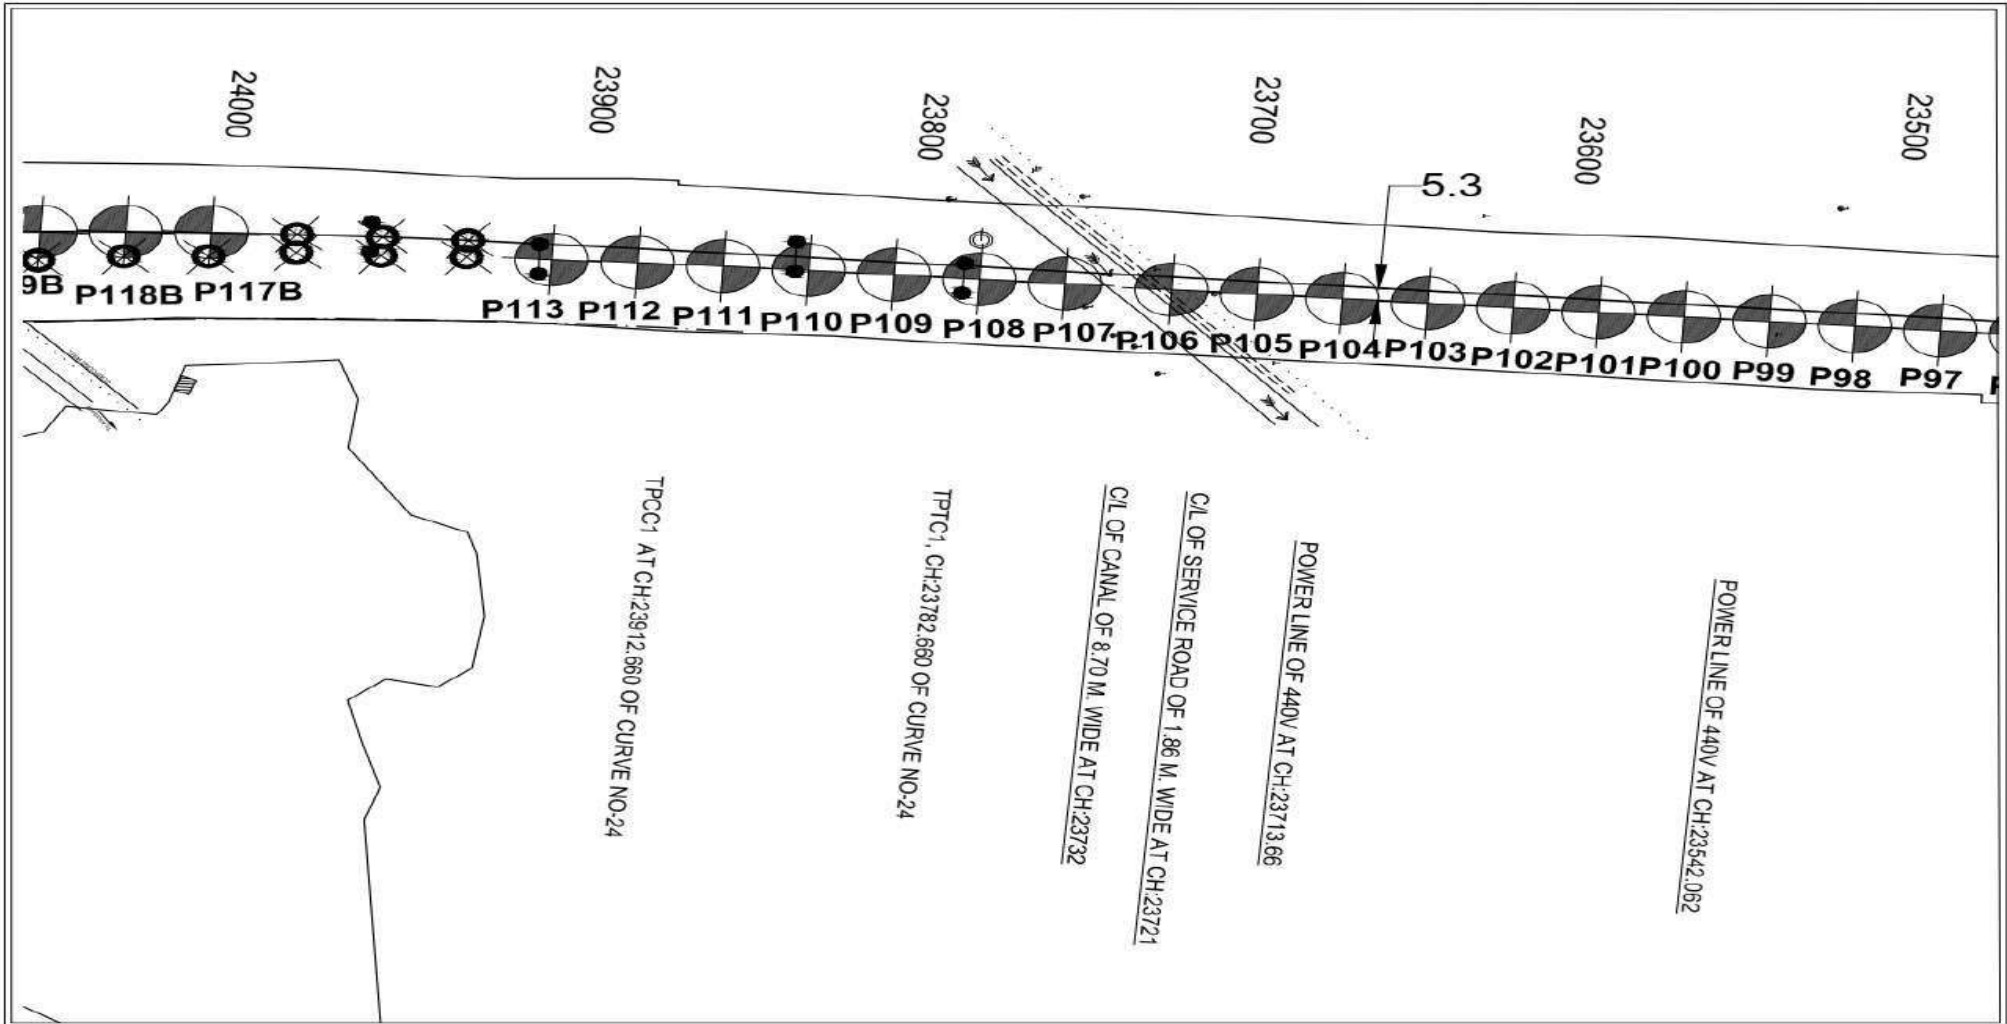 24000
23900
23800
23700
23600
23500
5.3
9B
P118B
P117B
P113
P112
P111
P110
P109
P108
P107
P106
P105
P104
P103
P102
P101
P100
P99
P98
P97
TPCC1 AT CH:23912.660 OF CURVE NO-24
TPTC1, CH:23782.660 OF CURVE NO-24
C/L OF CANAL OF 8.70 M. WIDE AT CH:23732
C/L OF SERVICE ROAD OF 1.86 M. WIDE AT CH:23721
POWER LINE OF 440V AT CH:23713.66
POWER LINE OF 440V AT CH:23542.062